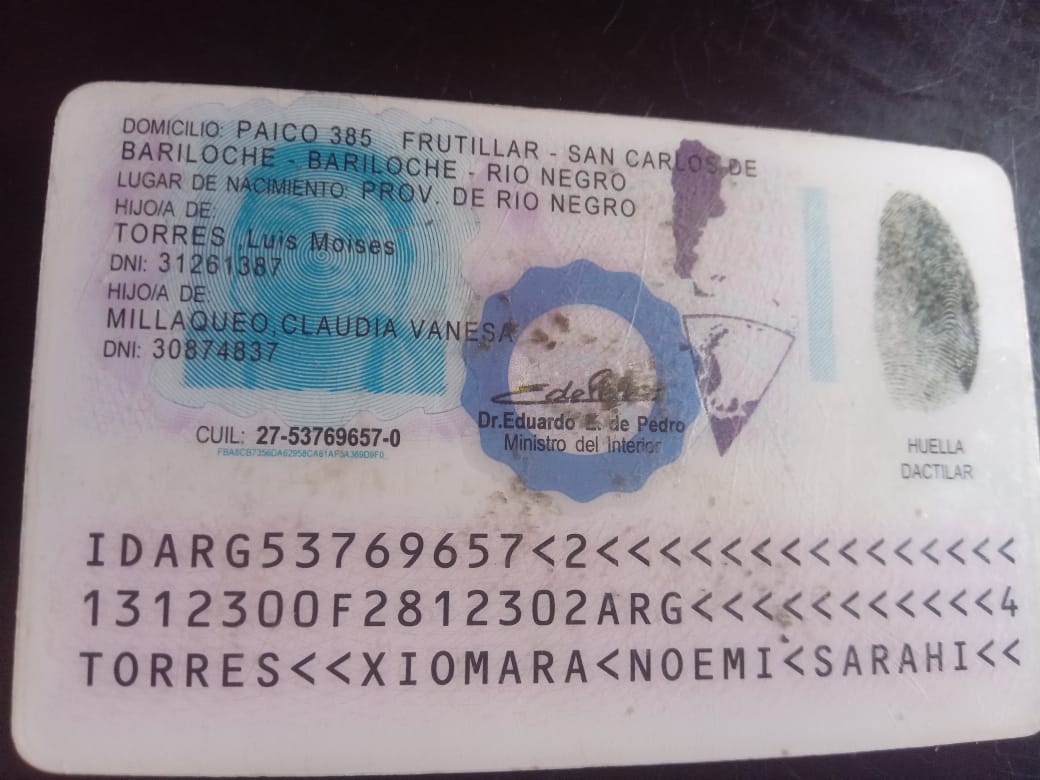 DOMICILIO: PAICO 385 FRUTILLAR - SAN CARLOS DE
BARILOCHE - BARILOCHE - RIO NEGRO
LUGAR DE NACIMIENTO: PROV. DE RIO NEGRO
HIJO/A DE:
TORRES ,Luis Moises
DNI: 31261387
HIJO/A DE:
MILLAQUEO,CLAUDIA VANESA
DNI: 30874837
CUIL: 27-53769657-0
Dr.Eduardo E. de Pedro
Ministro del Interior
HUELLA
DACTILAR
IDARG53769657<2<<<<<<<<<<<<<<<
1312300F2812302ARG<<<<<<<<<<<4
TORRES<<XIOMARA<NOEMI<SARAHI<<